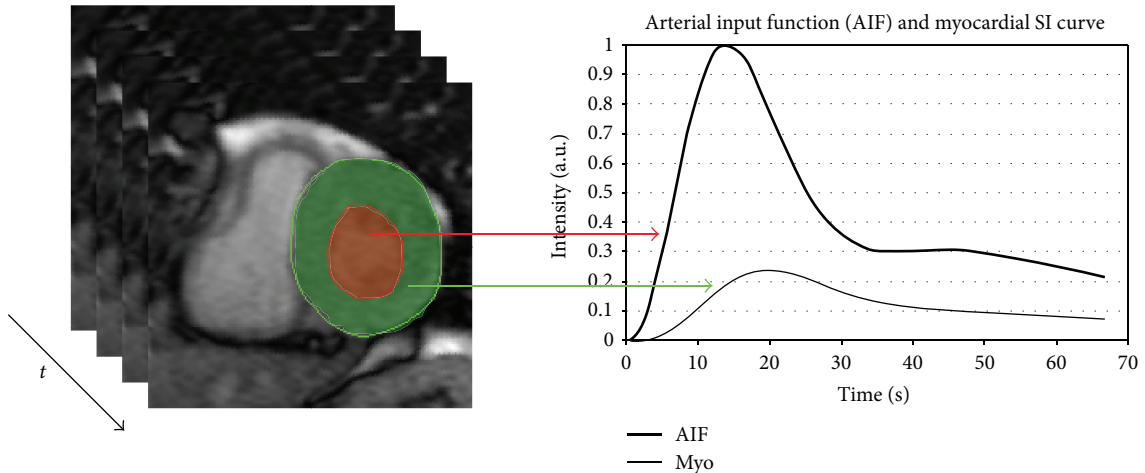 Arterial input function (AIF) and myocardial SI curve
1
0.9
0.8
0.7
0.6
0.5
0.4
0.3
0.2
0.1
0
Intensity (a.u.)
0 10 20 30 40 50 60 70
Time (s)
t
AIF
Myo